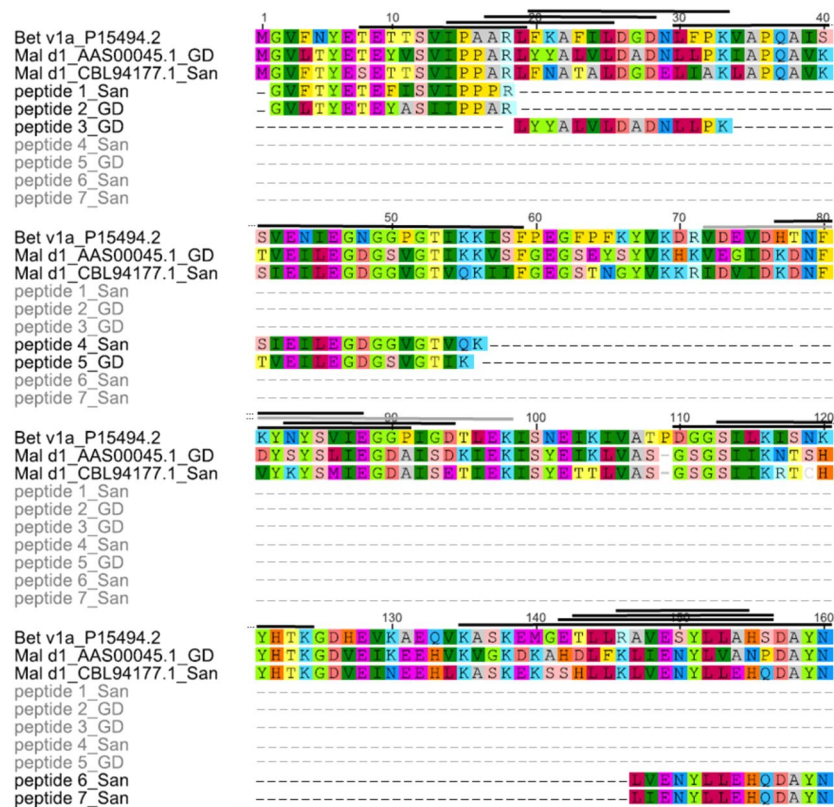 1 10 20 30 40
Bet v1a_P15494.2 MGVFNYETETTSVIPAARLFKAFILDGDNLFPKVAPQAIS
Mal d1_AAS00045.1_GD MGVLTYETEYVSVIPPARLYYALVLDADNLLPKIAPQAVK
Mal d1_CBL94177.1_San MGVFTYESETTSVIPPARLFNATALDGDELIAKLAPQAVK
peptide 1_San -GVFTYETEFISVIPPPR
peptide 2_GD -GVLTYETEYASIIPPAR
peptide 3_GD LYYALVLDADNLLPK
peptide 4_San
peptide 5_GD
peptide 6_San
peptide 7_San
50 60 70 80
Bet v1a_P15494.2 SVENIEGNGGPGTIKKISFPEGFPFKYVKDRVDEVDHTNF
Mal d1_AAS00045.1_GD TVEILEGDGSVGTIKKVSFGEGSEYSYVKHKVEGIDKDNF
Mal d1_CBL94177.1_San SIEILEGDGGVGTVQKIIFGEGSTNGYVKKRIDVIDKDNF
peptide 1_San
peptide 2_GD
peptide 3_GD
peptide 4_San SIEILEGDGGVGTVQK
peptide 5_GD TVEILEGDGSVGTIK
peptide 6_San
peptide 7_San
90 100 110 120
Bet v1a_P15494.2 KYNYSVIEGGPIGDTLEKISNEIKIVATPDGGSILKISNK
Mal d1_AAS00045.1_GD DYSYSLIEGDAISDKIEKISYEIKLVAS-GSGSIIKNTSH
Mal d1_CBL94177.1_San VYKYSMIEGDAISETIEKISYETTLVAS-GSGSIIKRTCH
peptide 1_San
peptide 2_GD
peptide 3_GD
peptide 4_San
peptide 5_GD
peptide 6_San
peptide 7_San
130 140 150 160
Bet v1a_P15494.2 YHTKGDHEVKAEQVKASKEMGETLLRAVESYLLAHSDAYN
Mal d1_AAS00045.1_GD YHTKGDVEIKEEHVKVGKDKAHDLFKLIENYLVANPDAYN
Mal d1_CBL94177.1_San YHTKGDVEINEEHLKASKEKSSHLLKLVENYLLEHQDAYN
peptide 1_San
peptide 2_GD
peptide 3_GD
peptide 4_San
peptide 5_GD
peptide 6_San LVENYLLEHQDAYN
peptide 7_San LIENYLLEHQDAYN